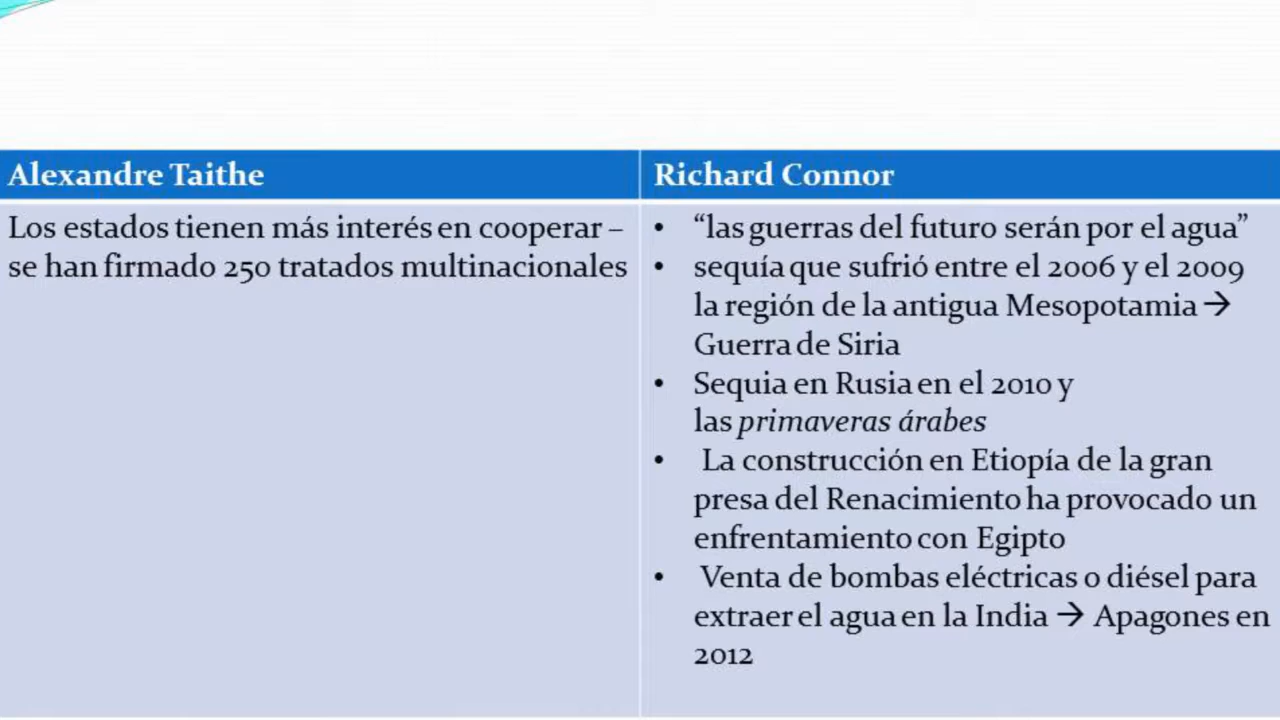 Alexandre Taithe
Richard Connor
Los estados tienen más interés en cooperar –
se han firmado 250 tratados multinacionales
• “las guerras del futuro serán por el agua”
• sequía que sufrió entre el 2006 y el 2009
la región de la antigua Mesopotamia →
Guerra de Siria
• Sequia en Rusia en el 2010 y
las primaveras árabes
• La construcción en Etiopía de la gran
presa del Renacimiento ha provocado un
enfrentamiento con Egipto
• Venta de bombas eléctricas o diésel para
extraer el agua en la India → Apagones en
2012